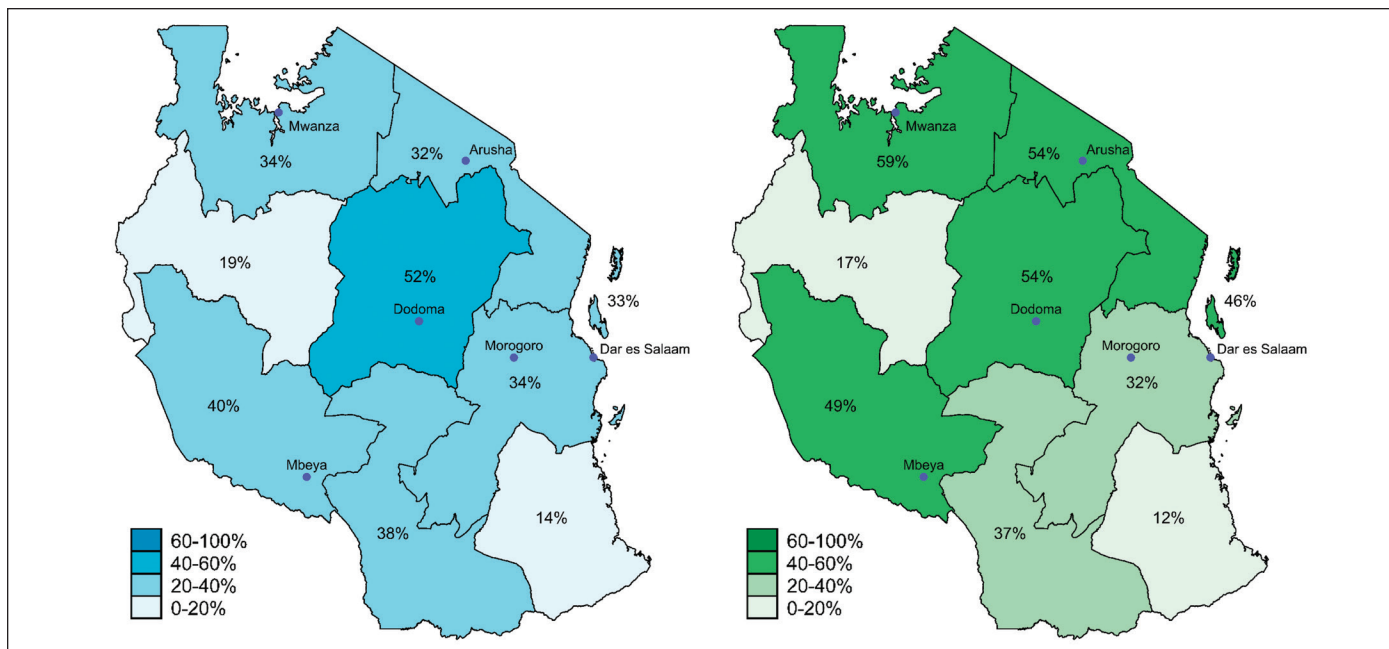 Mwanza
Arusha
34%
32%
19%
52%
33%
Dodoma
Morogoro
Dar es Salaam
34%
40%
Mbeya
14%
38%
60-100%
40-60%
20-40%
0-20%
Mwanza
Arusha
59%
54%
17%
54%
46%
Dodoma
Morogoro
Dar es Salaam
32%
49%
Mbeya
12%
37%
60-100%
40-60%
20-40%
0-20%